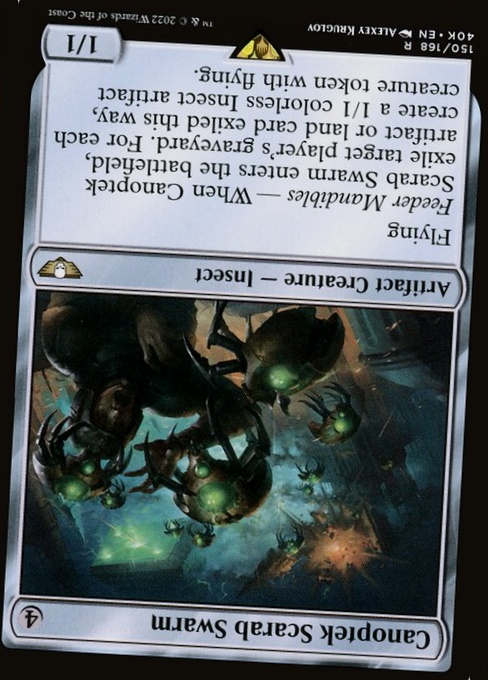 Canoptek Scarab Swarm
4
Artifact Creature — Insect
Flying
Feeder Mandibles — When Canoptek
Scarab Swarm enters the battlefield,
exile target player's graveyard. For each
artifact or land card exiled this way,
create a 1/1 colorless Insect artifact
creature token with flying.
1/1
150/168 R
40K • EN ALEXEY KRUGLOV
™ & © 2022 Wizards of the Coast